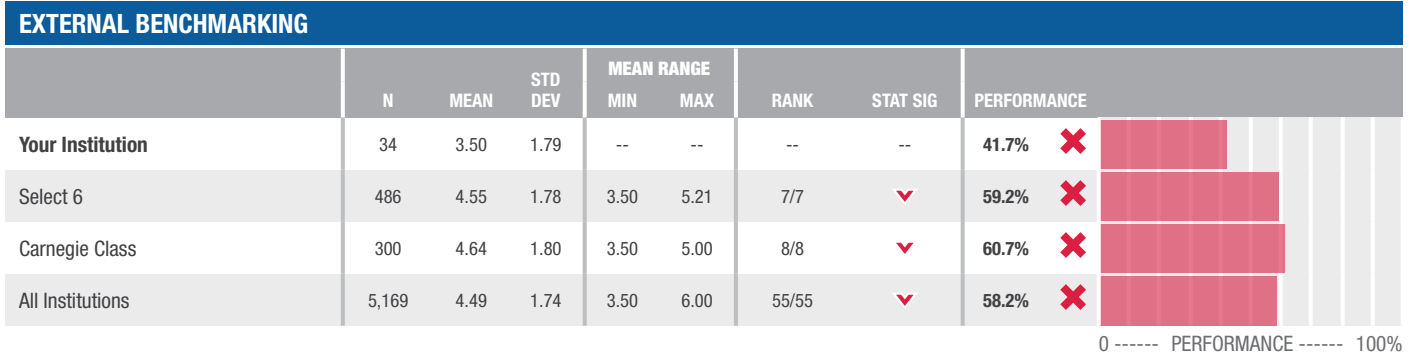 EXTERNAL BENCHMARKING
N MEAN STD DEV MEAN RANGE MIN MAX RANK STAT SIG PERFORMANCE
Your Institution 34 3.50 1.79 -- -- -- -- 41.7%
Select 6 486 4.55 1.78 3.50 5.21 7/7 59.2%
Carnegie Class 300 4.64 1.80 3.50 5.00 8/8 60.7%
All Institutions 5,169 4.49 1.74 3.50 6.00 55/55 58.2%
0 ------ PERFORMANCE ------ 100%